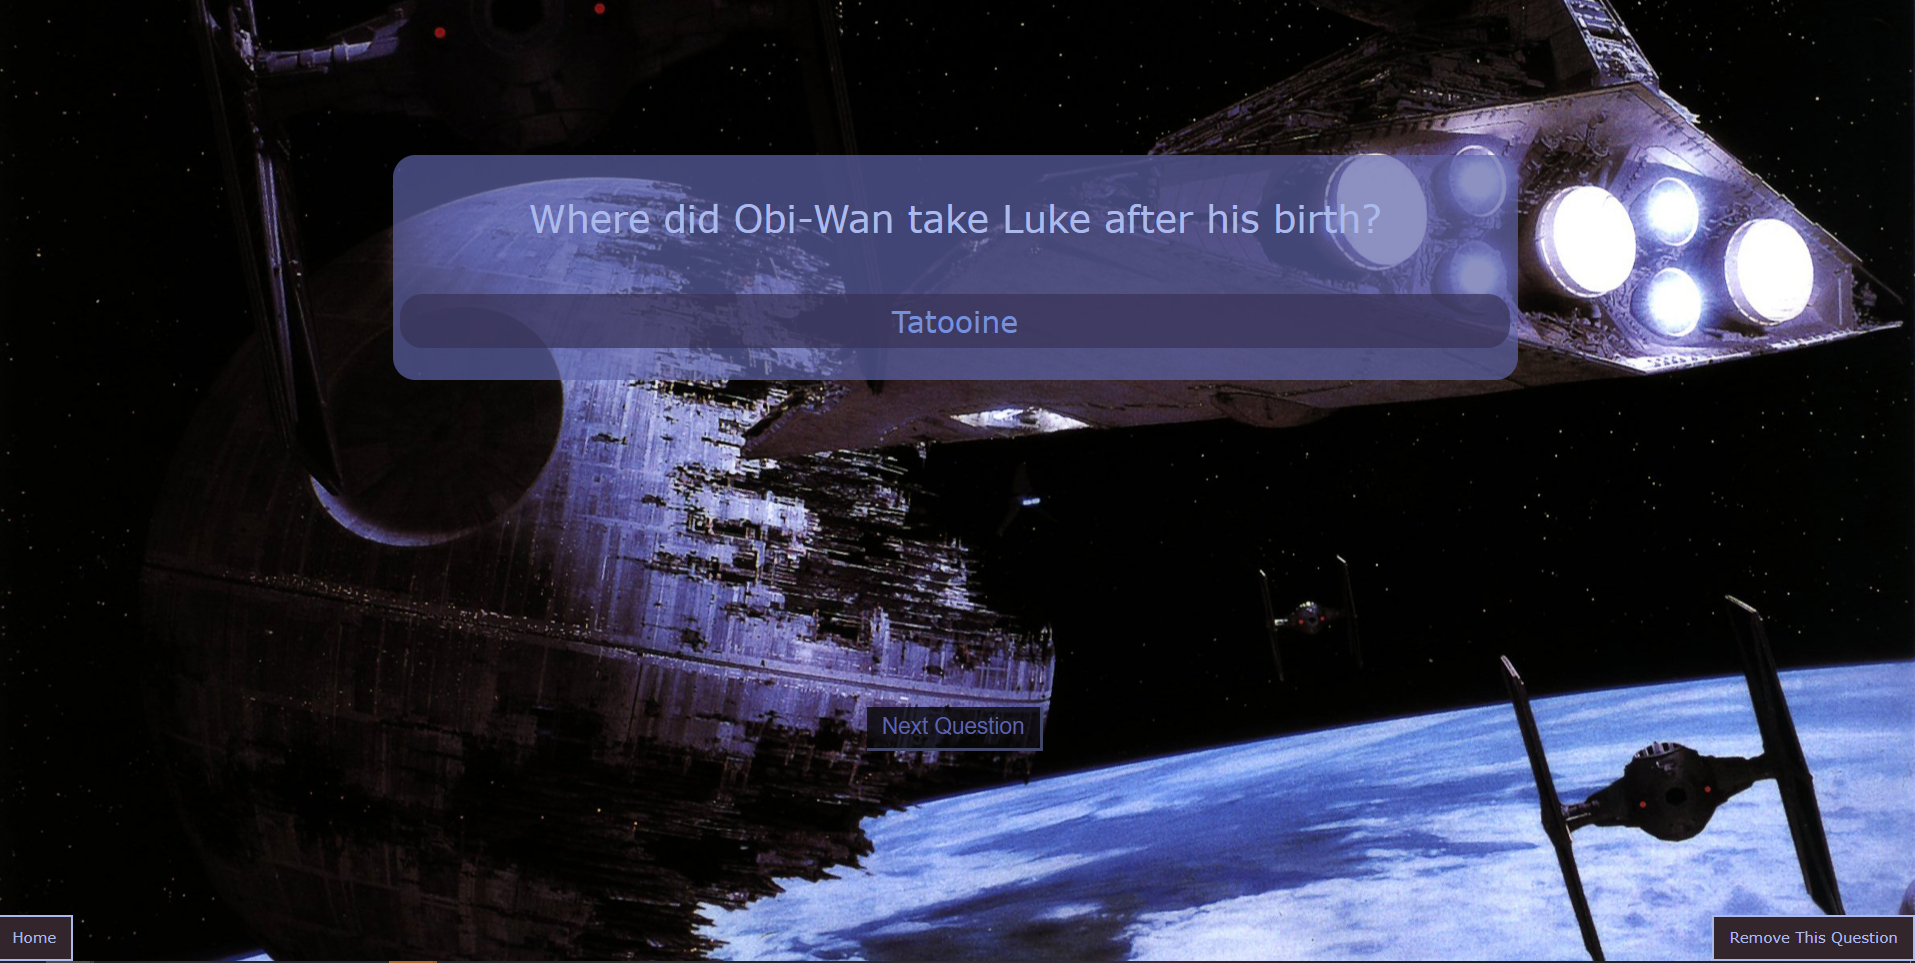 Where did Obi-Wan take Luke after his birth?
Tatooine
Next Question
Home
Remove This Question